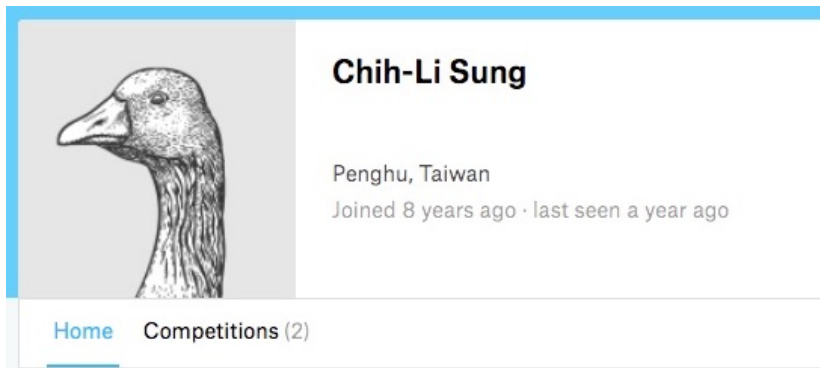 Chih-Li Sung
Penghu, Taiwan
Joined 8 years ago · last seen a year ago
Home Competitions (2)